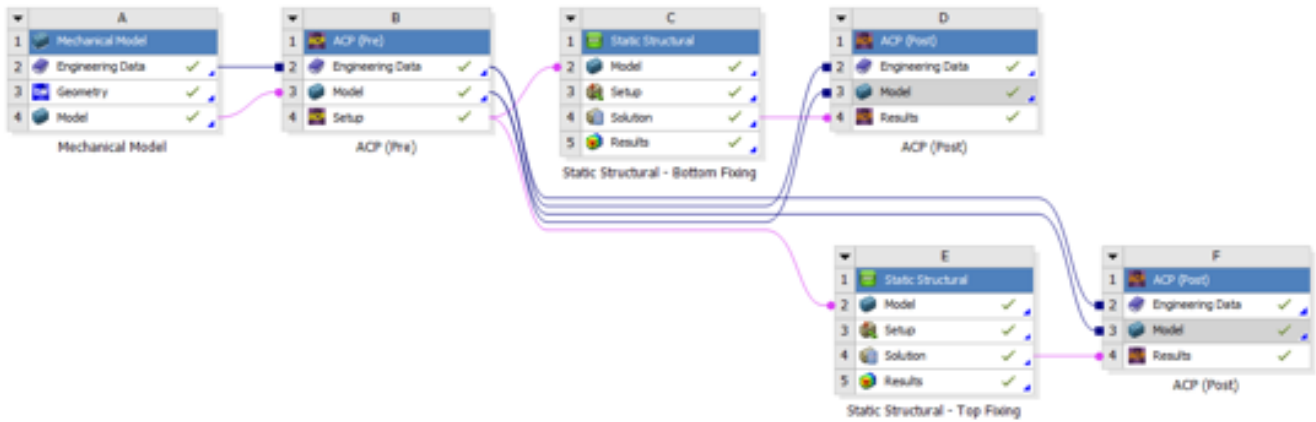 A
1 Mechanical Model
2 Engineering Data
3 Geometry
4 Model
Mechanical Model
B
1 ACP (Pre)
2 Engineering Data
3 Model
4 Setup
ACP (Pre)
C
1 Static Structural
2 Model
3 Setup
4 Solution
5 Results
Static Structural - Bottom Fixing
D
1 ACP (Post)
2 Engineering Data
3 Model
4 Results
ACP (Post)
E
1 Static Structural
2 Model
3 Setup
4 Solution
5 Results
Static Structural - Top Fixing
F
1 ACP (Post)
2 Engineering Data
3 Model
4 Results
ACP (Post)